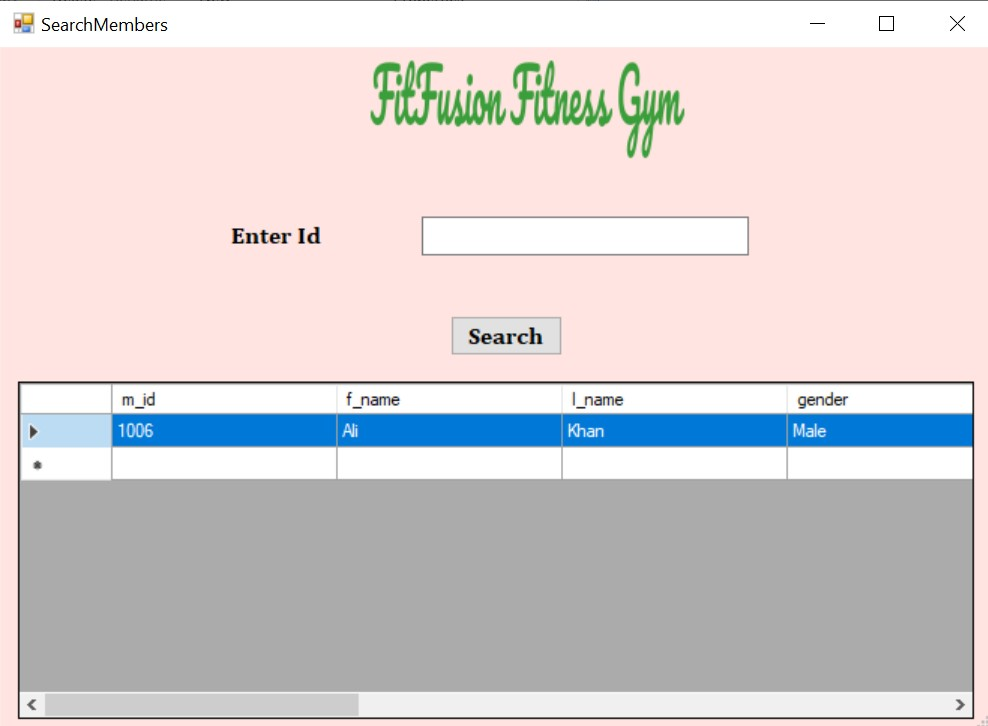 SearchMembers
FitFusion Fitness Gym
Enter Id
Search
m_id f_name l_name gender
1006 Ali Khan Male